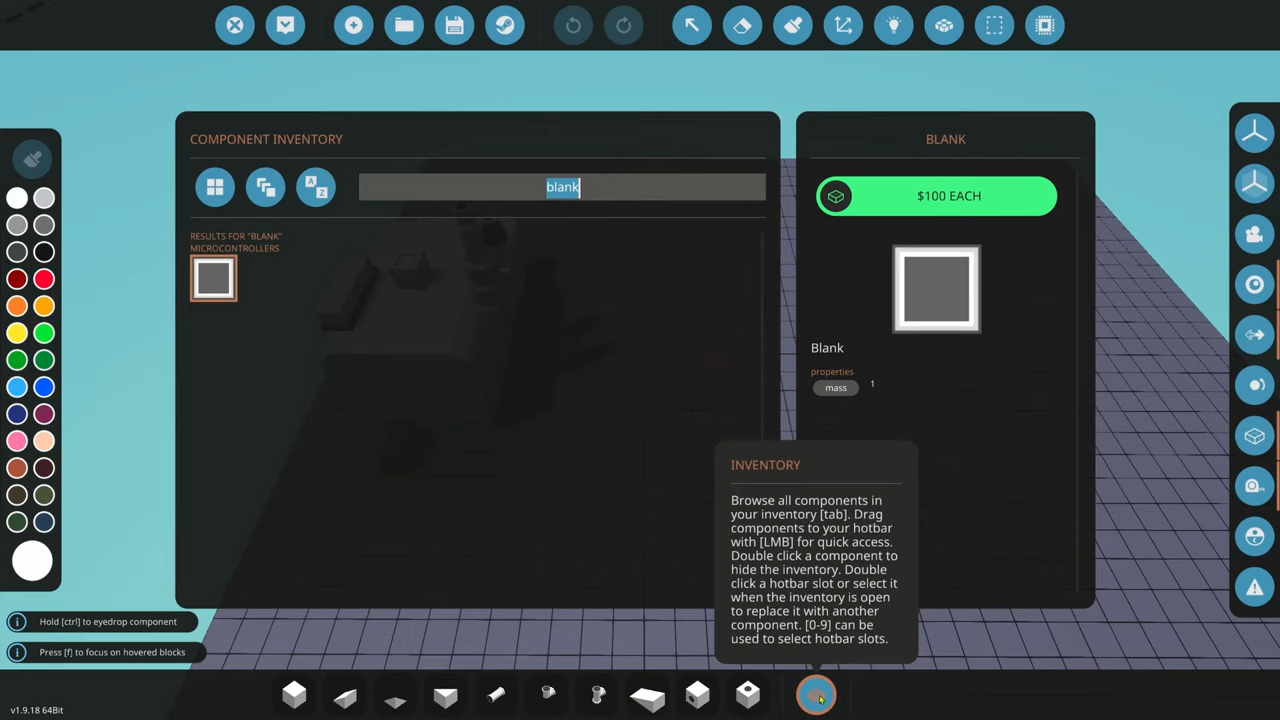 COMPONENT INVENTORY
blank
RESULTS FOR "BLANK"
MICROCONTROLLERS
BLANK
$100 EACH
Blank
properties
mass 1
INVENTORY
Browse all components in
your inventory [tab]. Drag
components to your hotbar
with [LMB] for quick access.
Double click a component to
hide the inventory. Double
click a hotbar slot or select it
when the inventory is open
to replace it with another
component. [0-9] can be
used to select hotbar slots.
Hold [ctrl] to eyedrop component
Press [f] to focus on hovered blocks
v1.9.18 64Bit